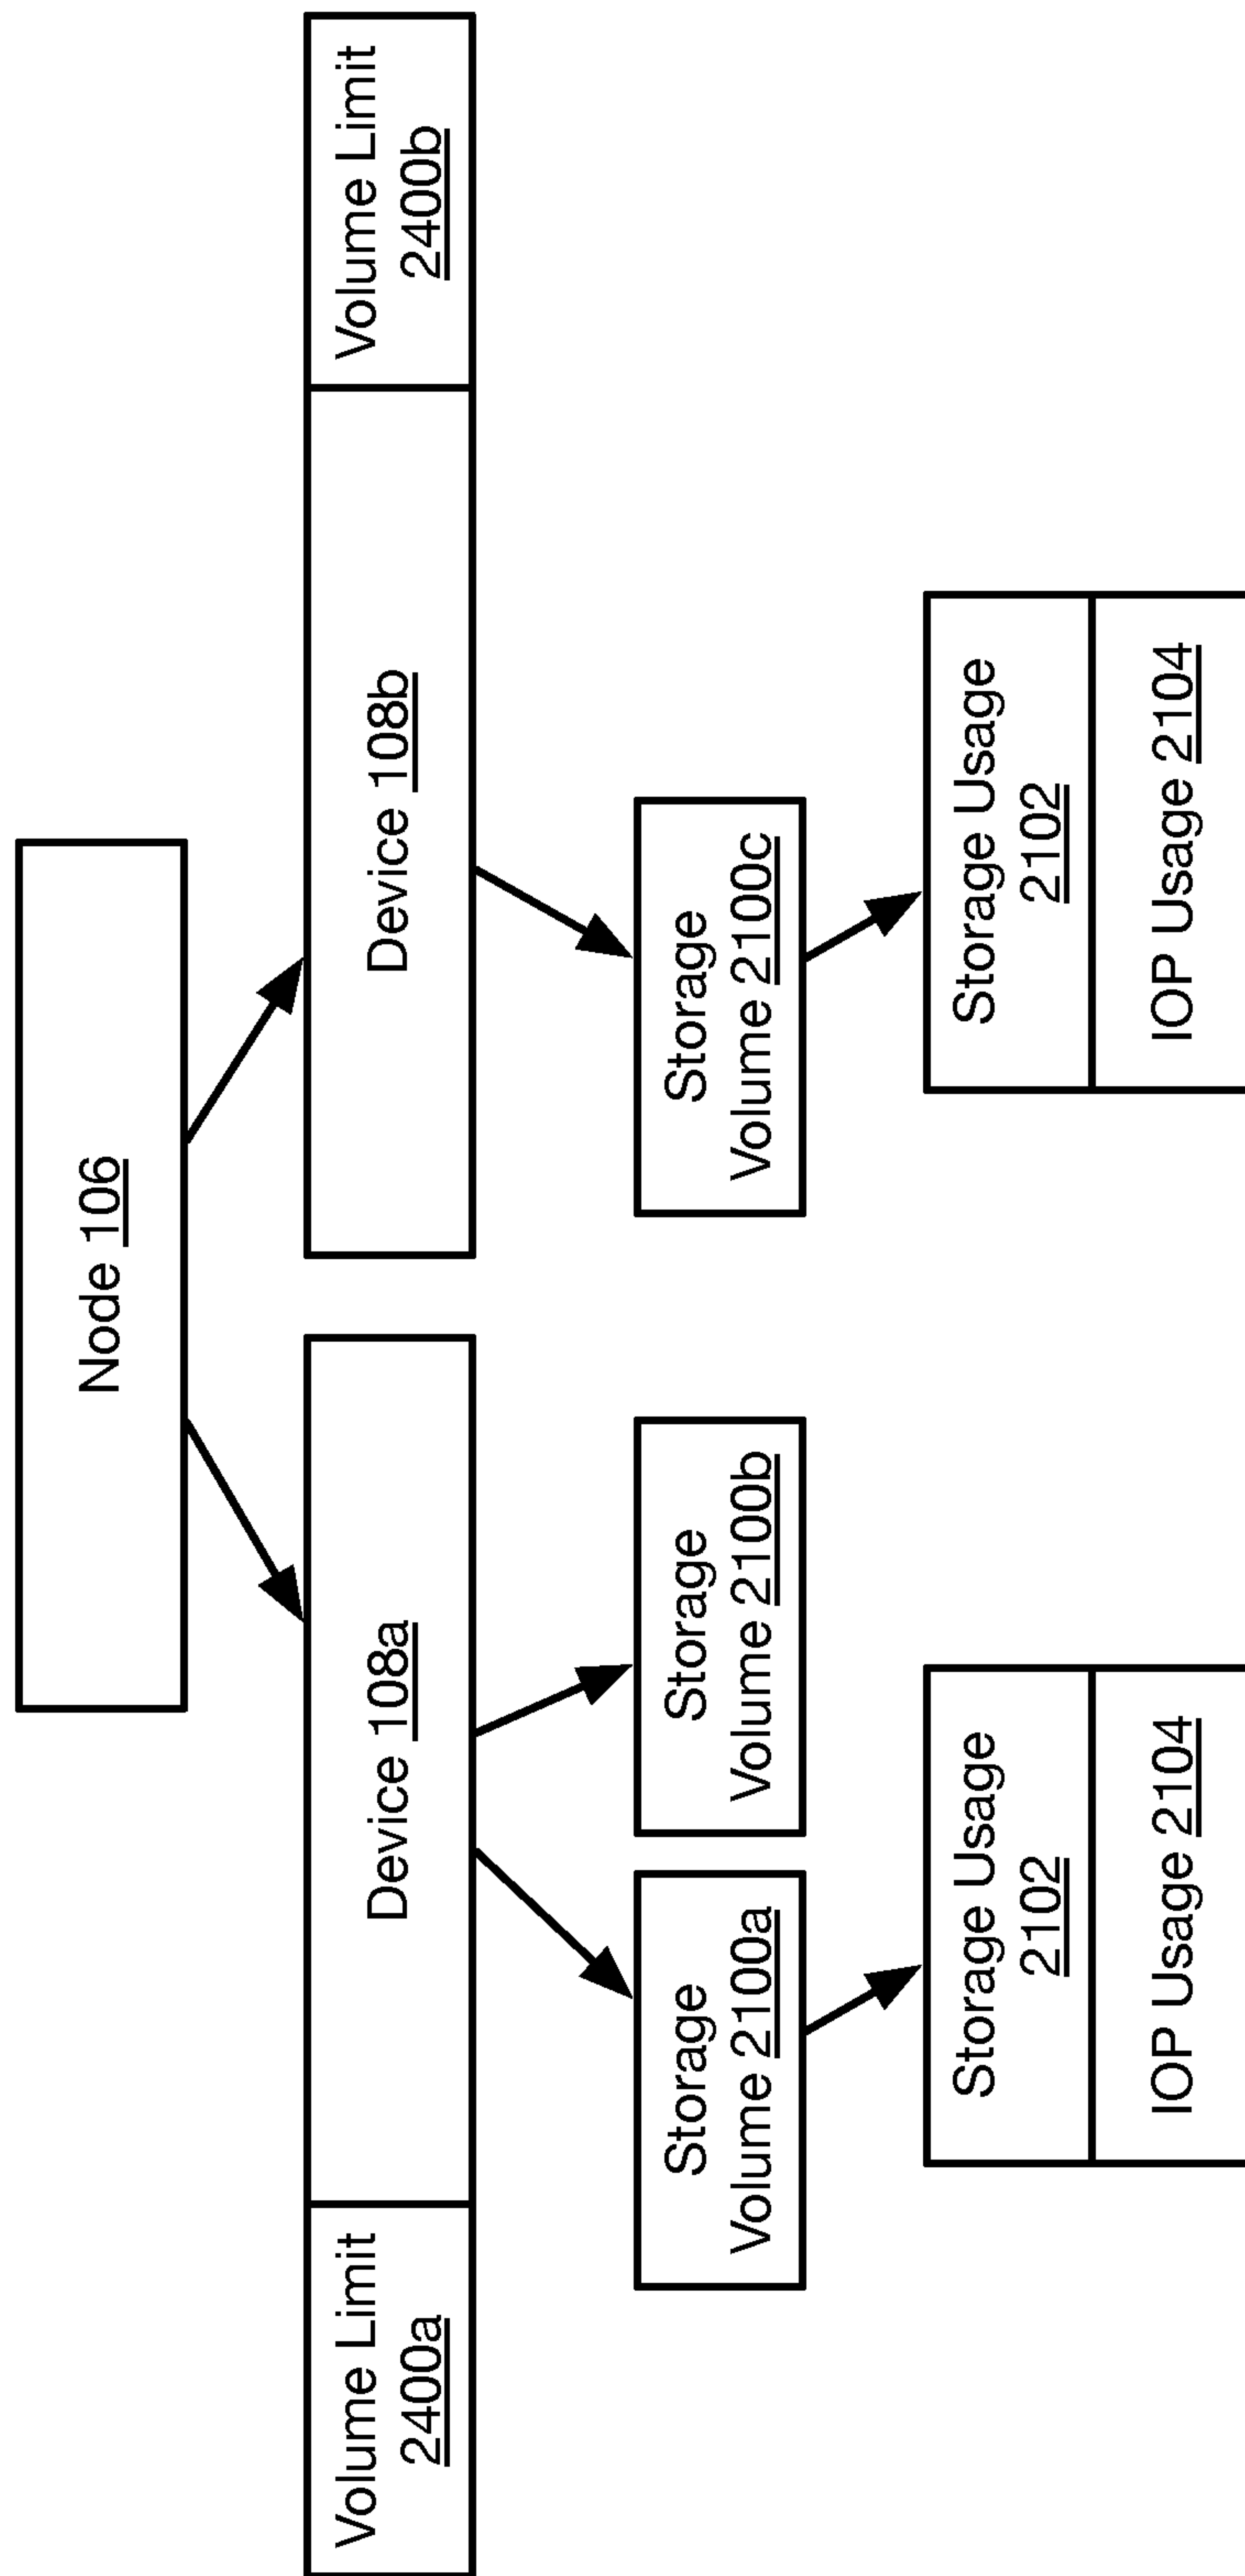 Node 106
Volume Limit
2400a
Device 108a
Device 108b
Volume Limit
2400b
Storage
Volume 2100a
Storage
Volume 2100b
Storage
Volume 2100c
Storage Usage
2102
IOP Usage 2104
Storage Usage
2102
IOP Usage 2104